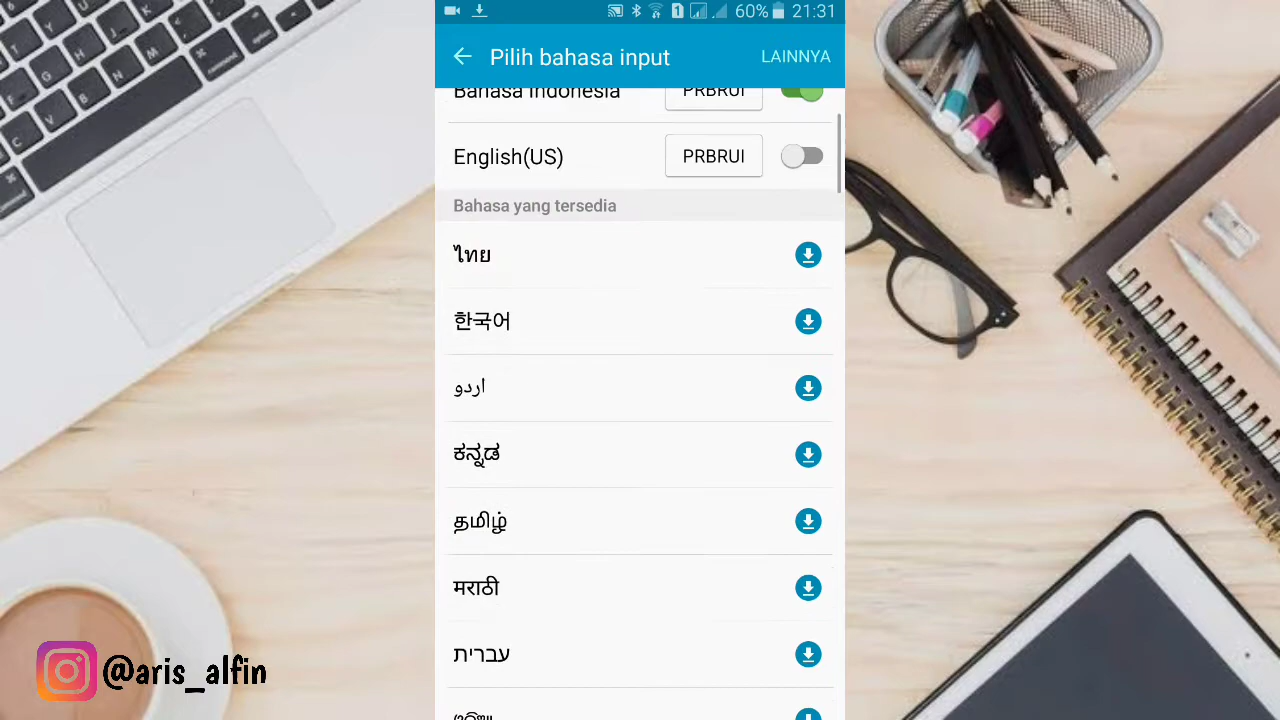 60% 21:31
Pilih bahasa input LAINNYA
Bahasa Indonesia PRBRUI
English(US) PRBRUI
Bahasa yang tersedia
ไทย
한국어
اردو
ಕನ್ನಡ
தமிழ்
मराठी
עברית
@aris_alfin